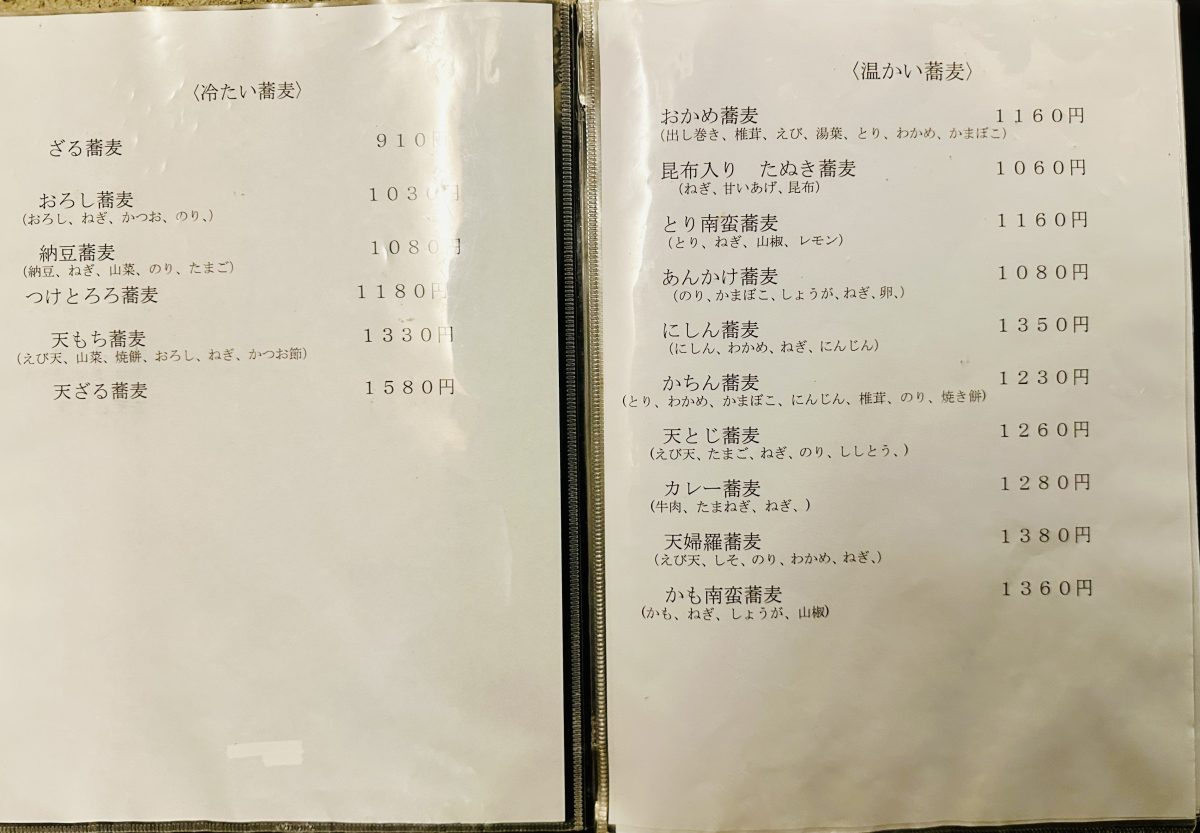 〈冷たい蕎麦〉
ざる蕎麦 ９１０円
おろし蕎麦 １０３０円
（おろし、ねぎ、かつお、のり、）
納豆蕎麦 １０８０円
（納豆、ねぎ、山菜、のり、たまご）
つけとろろ蕎麦 １１８０円
天もち蕎麦 １３３０円
（えび天、山菜、焼餅、おろし、ねぎ、かつお節）
天ざる蕎麦 １５８０円
〈温かい蕎麦〉
おかめ蕎麦 １１６０円
（出し巻き、椎茸、えび、湯葉、とり、わかめ、かまぼこ）
昆布入り　たぬき蕎麦 １０６０円
（ねぎ、甘いあげ、昆布）
とり南蛮蕎麦 １１６０円
（とり、ねぎ、山椒、レモン）
あんかけ蕎麦 １０８０円
（のり、かまぼこ、しょうが、ねぎ、卵、）
にしん蕎麦 １３５０円
（にしん、わかめ、ねぎ、にんじん）
かちん蕎麦 １２３０円
（とり、わかめ、かまぼこ、にんじん、椎茸、のり、焼き餅）
天とじ蕎麦 １２６０円
（えび天、たまご、ねぎ、のり、ししとう、）
カレー蕎麦 １２８０円
（牛肉、たまねぎ、ねぎ、）
天婦羅蕎麦 １３８０円
（えび天、しそ、のり、わかめ、ねぎ、）
かも南蛮蕎麦 １３６０円
（かも、ねぎ、しょうが、山椒）